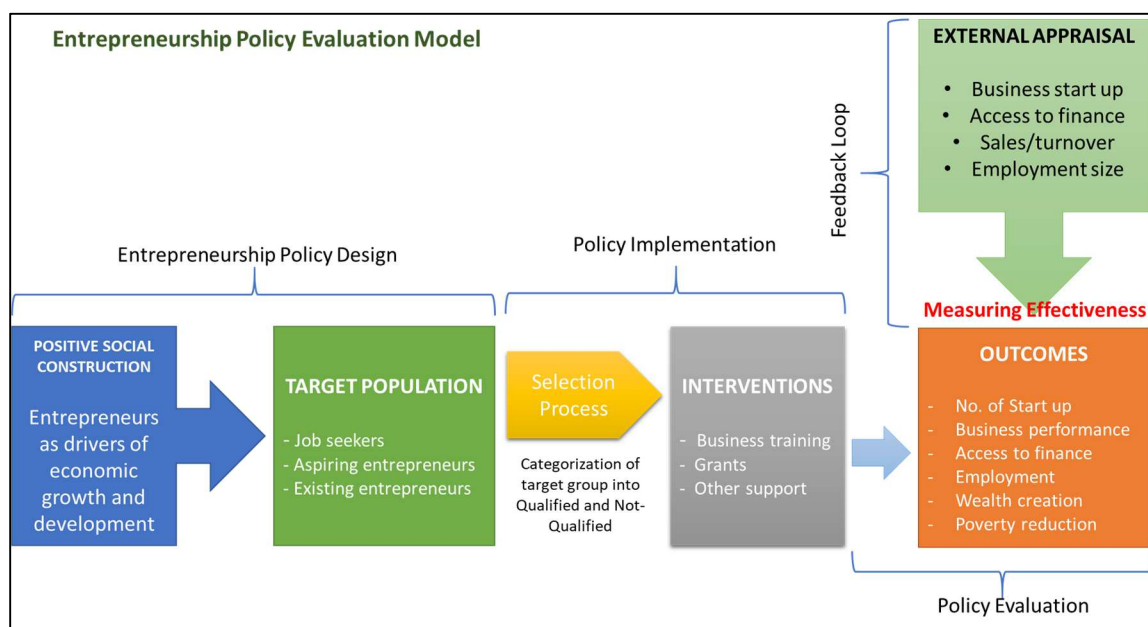 Entrepreneurship Policy Evaluation Model
EXTERNAL APPRAISAL
• Business start up
• Access to finance
• Sales/turnover
• Employment size
Feedback Loop
Entrepreneurship Policy Design
Policy Implementation
Measuring Effectiveness
POSITIVE SOCIAL
CONSTRUCTION
Entrepreneurs
as drivers of
economic
growth and
development
TARGET POPULATION
- Job seekers
- Aspiring entrepreneurs
- Existing entrepreneurs
Selection
Process
Categorization of
target group into
Qualified and Not-
Qualified
INTERVENTIONS
- Business training
- Grants
- Other support
OUTCOMES
- No. of Start up
- Business performance
- Access to finance
- Employment
- Wealth creation
- Poverty reduction
Policy Evaluation